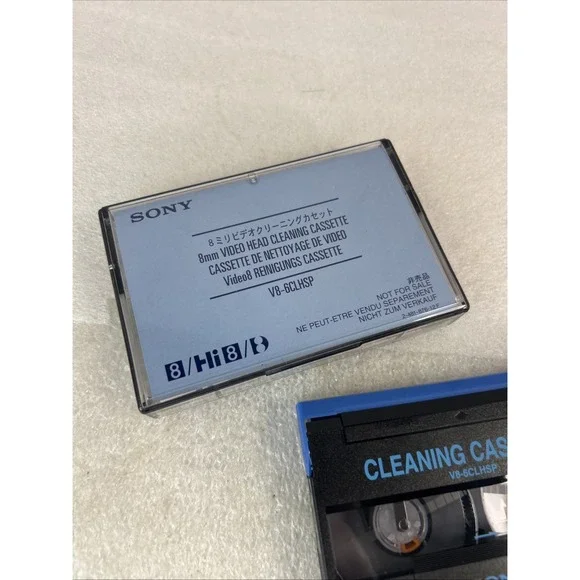 SONY
8ミリビデオクリーニングカセット
8mm VIDEO HEAD CLEANING CASSETTE
CASSETTE DE NETTOYAGE DE VIDEO
Video8 REINIGUNGS CASSETTE
V8-6CLHSP
非売品
NOT FOR SALE
NE PEUT-ETRE VENDU SEPAREMENT
NICHT ZUM VERKAUF
8/Hi8/
CLEANING CAS
V8-6CLHSP